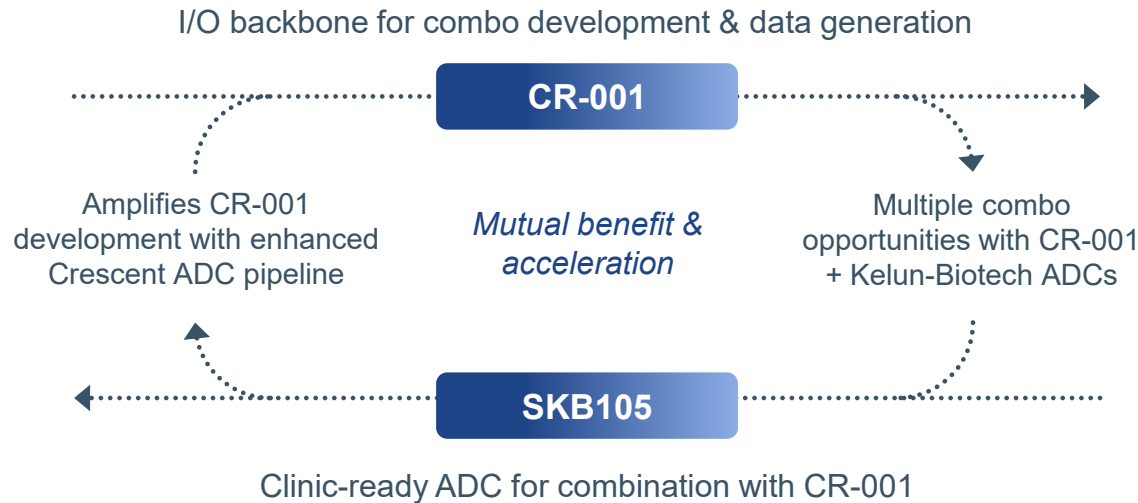 I/O backbone for combo development & data generation
CR-001
Amplifies CR-001
development with enhanced
Crescent ADC pipeline
Mutual benefit &
acceleration
Multiple combo
opportunities with CR-001
+ Kelun-Biotech ADCs
SKB105
Clinic-ready ADC for combination with CR-001